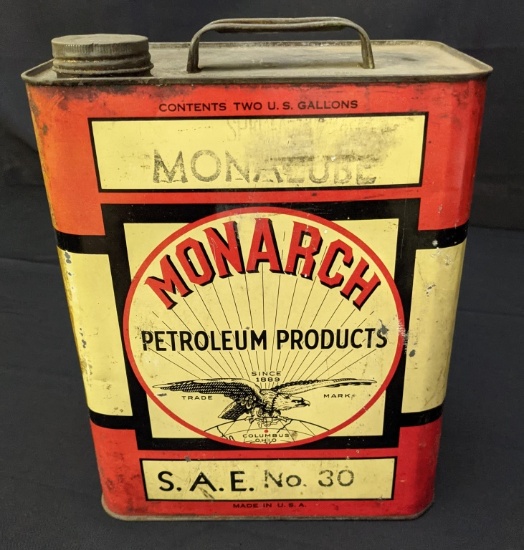 CONTENTS TWO U.S. GALLONS
MONALUBE
MONARCH
PETROLEUM PRODUCTS
SINCE
1889
TRADE MARK
COLUMBUS
OHIO
S. A. E. No. 30
MADE IN U.S.A